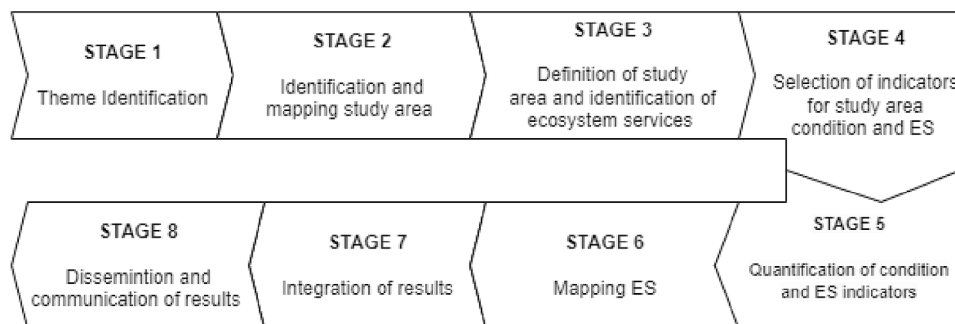 STAGE 1
Theme Identification
STAGE 2
Identification and
mapping study area
STAGE 3
Definition of study
area and identification of
ecosystem services
STAGE 4
Selection of indicators
for study area
condition and ES
STAGE 5
Quantification of condition
and ES indicators
STAGE 6
Mapping ES
STAGE 7
Integration of results
STAGE 8
Dissemintion and
communication of results